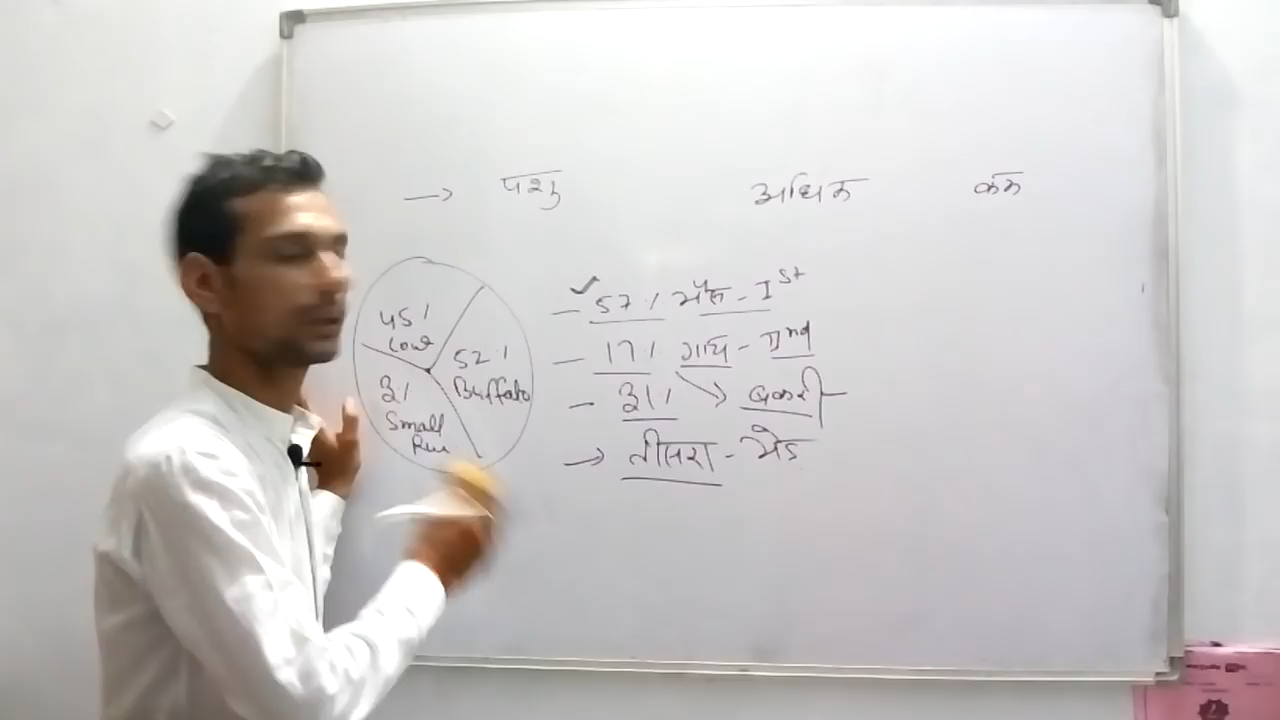 → पशु अधिक कम
45%
Cow
52%
Buffalo
3%
Small
Rum
✓
– 57% भैंस - Ist
– 17% गाय - IInd
– 3% → बकरी
→ तीसरा - भेड